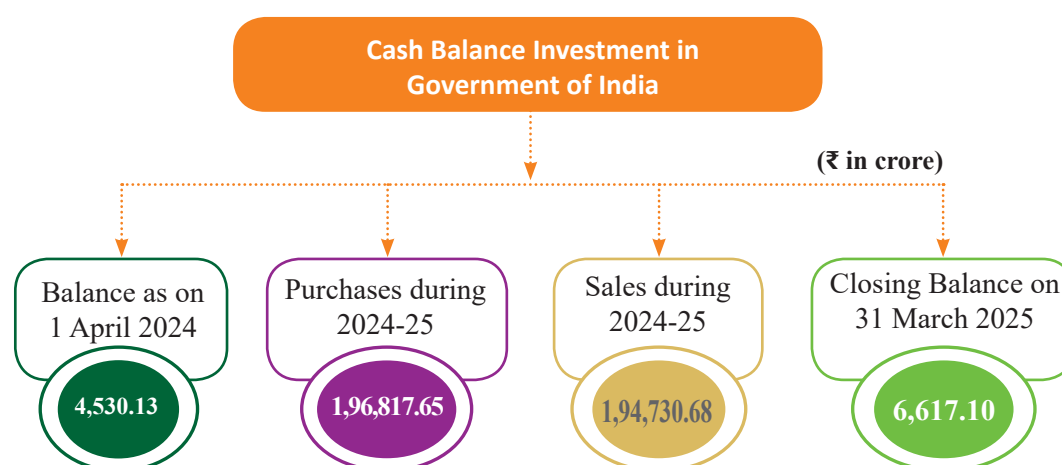 Cash Balance Investment in
Government of India
(₹ in crore)
Balance as on
1 April 2024
4,530.13
Purchases during
2024-25
1,96,817.65
Sales during
2024-25
1,94,730.68
Closing Balance on
31 March 2025
6,617.10